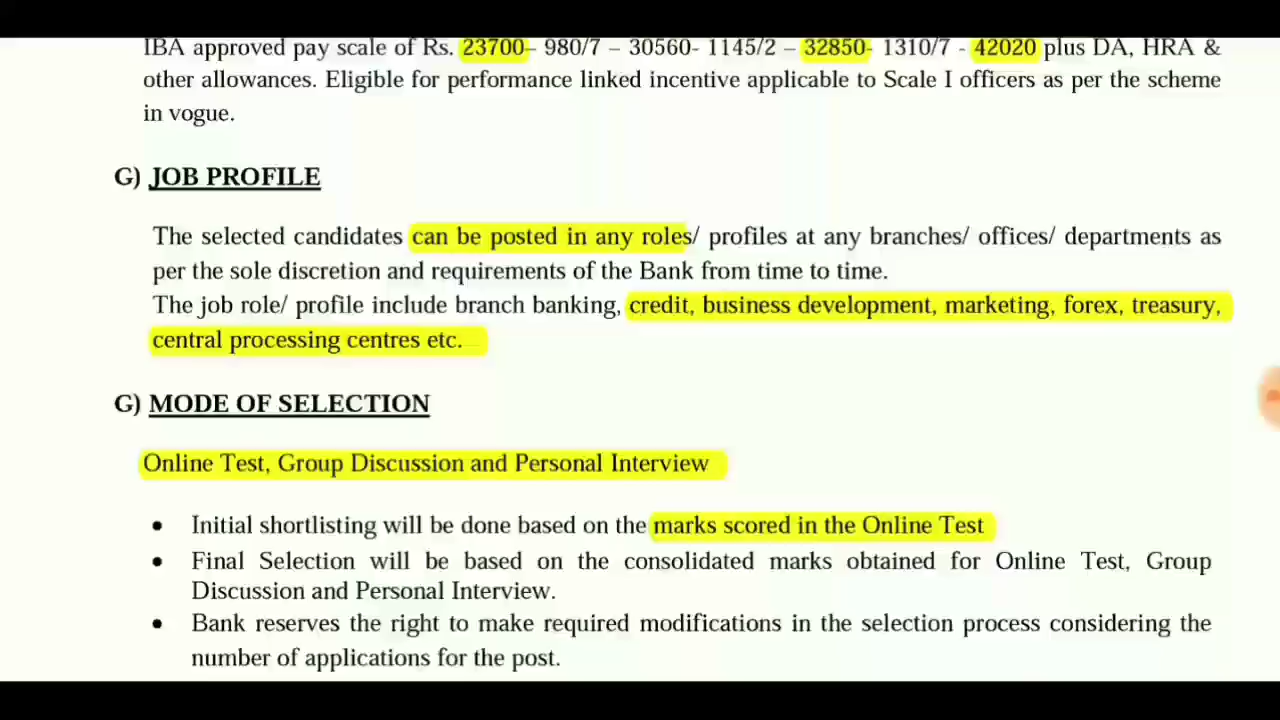 IBA approved pay scale of Rs. 23700– 980/7 – 30560- 1145/2 – 32850- 1310/7 - 42020 plus DA, HRA &
other allowances. Eligible for performance linked incentive applicable to Scale I officers as per the scheme
in vogue.
G) JOB PROFILE
The selected candidates can be posted in any roles/ profiles at any branches/ offices/ departments as
per the sole discretion and requirements of the Bank from time to time.
The job role/ profile include branch banking, credit, business development, marketing, forex, treasury,
central processing centres etc.
G) MODE OF SELECTION
Online Test, Group Discussion and Personal Interview
• Initial shortlisting will be done based on the marks scored in the Online Test
• Final Selection will be based on the consolidated marks obtained for Online Test, Group
Discussion and Personal Interview.
• Bank reserves the right to make required modifications in the selection process considering the
number of applications for the post.